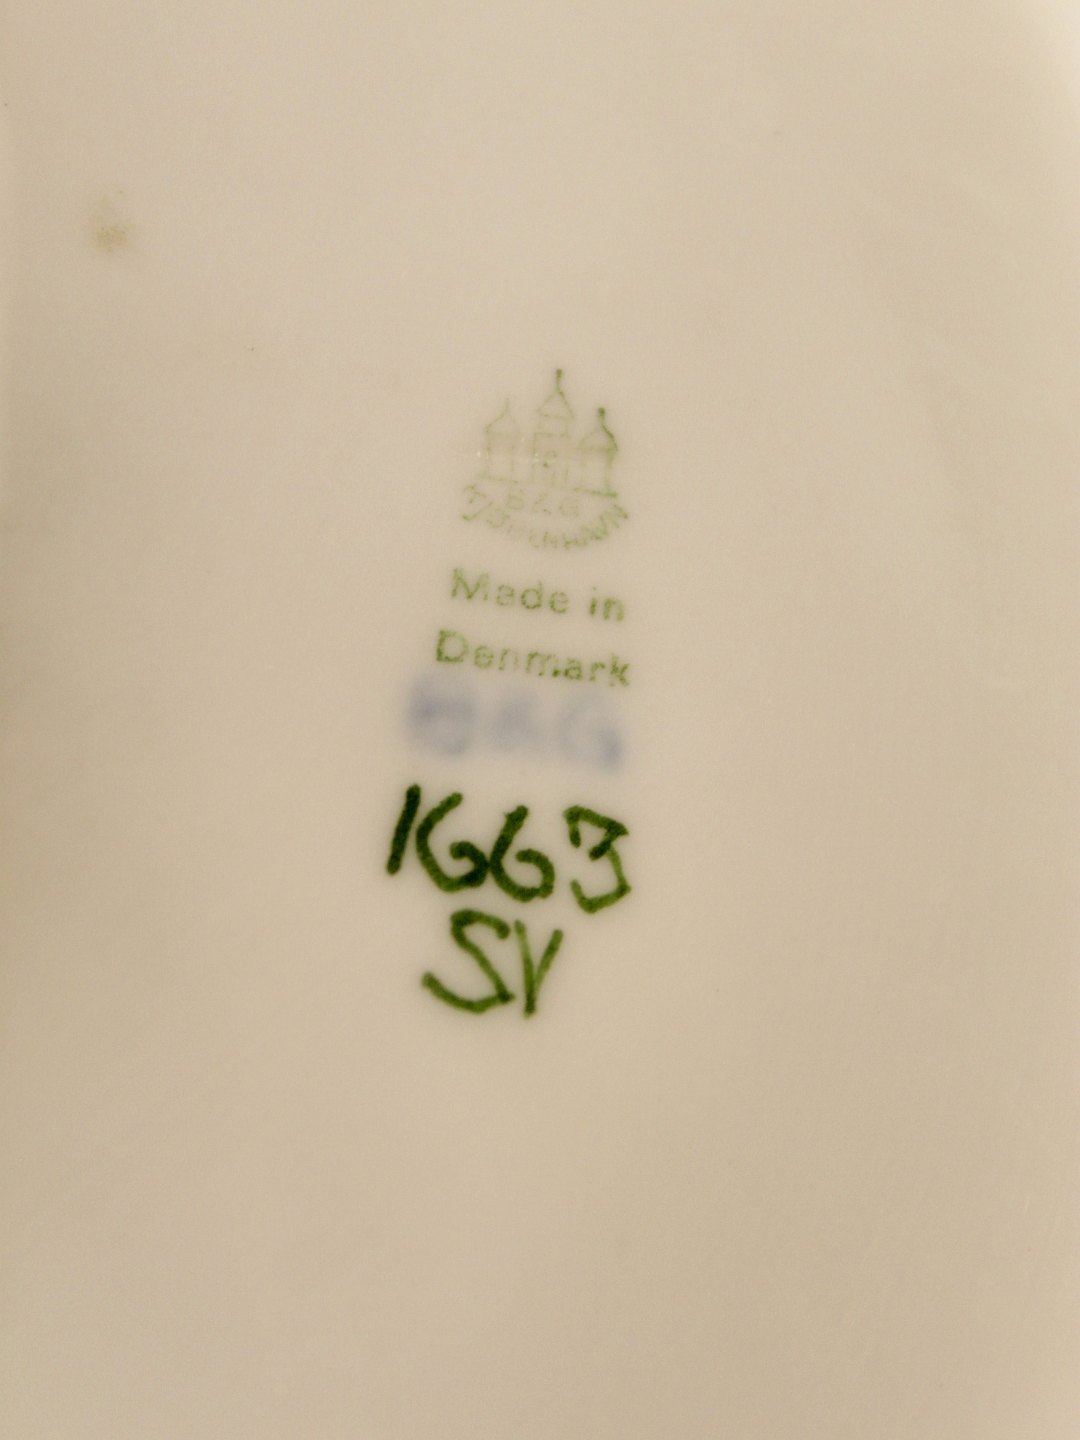 B & G
KJØBENHAVN
Made in
Denmark
B&G
1663
SV